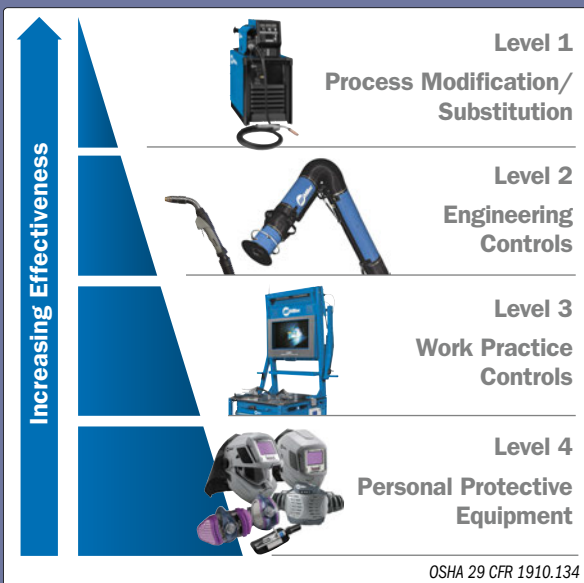 Increasing Effectiveness
Level 1
Process Modification/
Substitution
Level 2
Engineering
Controls
Level 3
Work Practice
Controls
Level 4
Personal Protective
Equipment
OSHA 29 CFR 1910.134
Miller